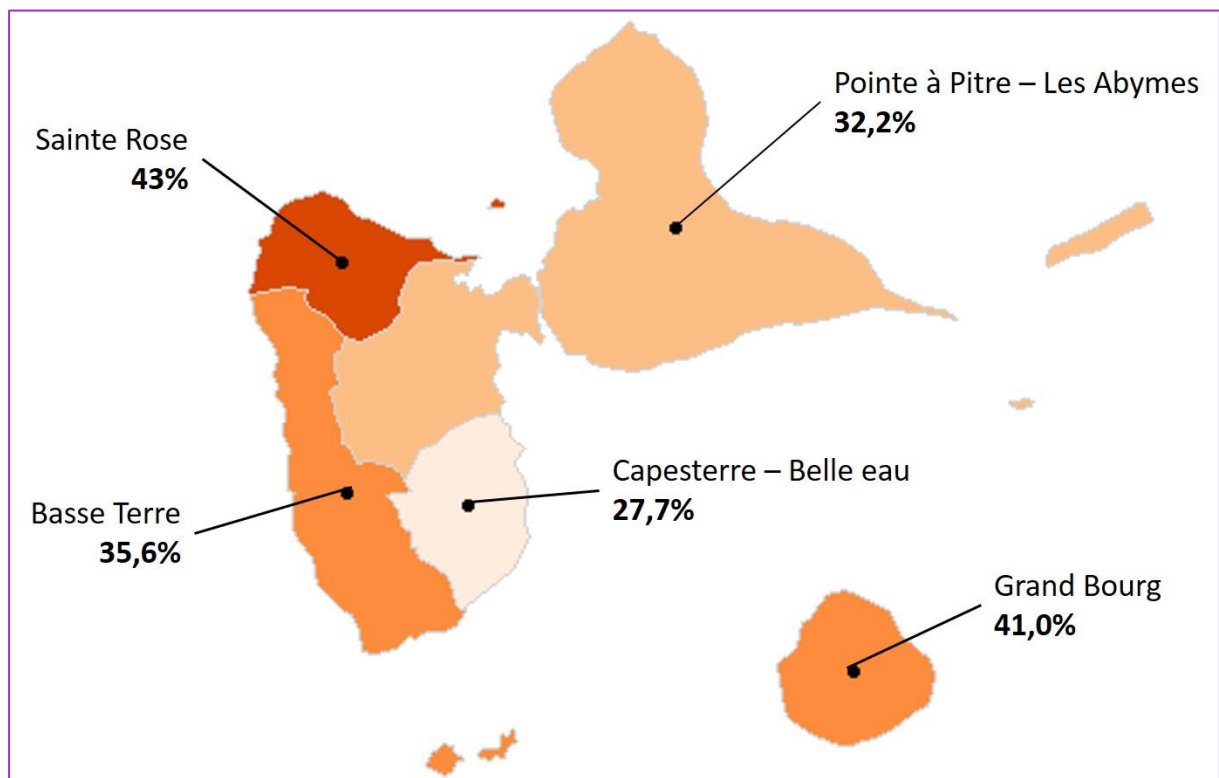 Pointe à Pitre – Les Abymes
32,2%
Sainte Rose
43%
Capesterre – Belle eau
27,7%
Basse Terre
35,6%
Grand Bourg
41,0%